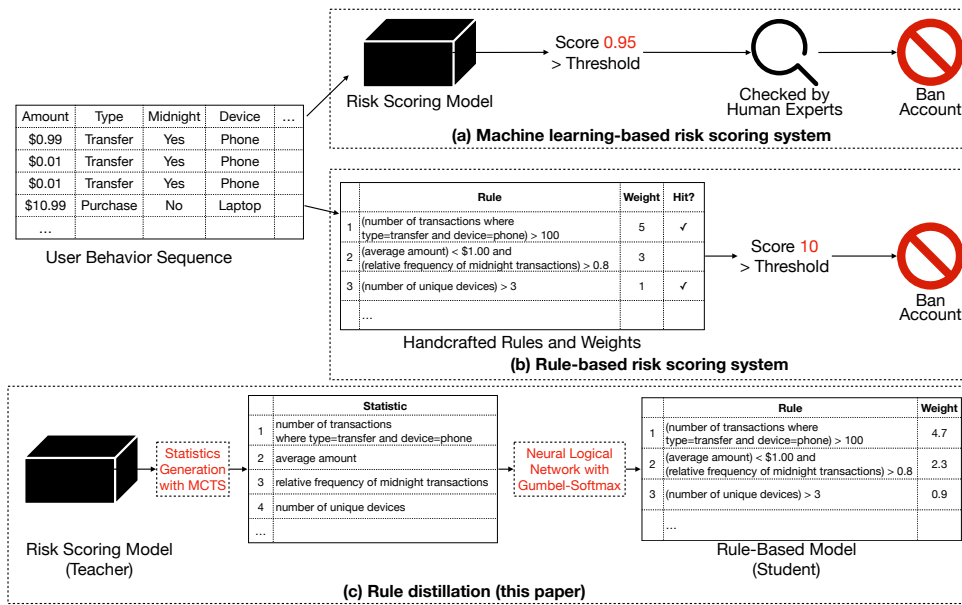 Score 0.95
> Threshold
Risk Scoring Model
Checked by
Human Experts
Ban
Account
(a) Machine learning-based risk scoring system
Amount Type Midnight Device …
$0.99 Transfer Yes Phone
$0.01 Transfer Yes Phone
$0.01 Transfer Yes Phone
$10.99 Purchase No Laptop
…
User Behavior Sequence
Rule Weight Hit?
1 (number of transactions where
type=transfer and device=phone) > 100 5 ✓
2 (average amount) < $1.00 and
(relative frequency of midnight transactions) > 0.8 3
3 (number of unique devices) > 3 1 ✓
…
Handcrafted Rules and Weights
Score 10
> Threshold
Ban
Account
(b) Rule-based risk scoring system
Risk Scoring Model
(Teacher)
Statistics
Generation
with MCTS
Statistic
1 number of transactions
where type=transfer and device=phone
2 average amount
3 relative frequency of midnight transactions
4 number of unique devices
…
Neural Logical
Network with
Gumbel-Softmax
Rule Weight
1 (number of transactions where
type=transfer and device=phone) > 100 4.7
2 (average amount) < $1.00 and
(relative frequency of midnight transactions) > 0.8 2.3
3 (number of unique devices) > 3 0.9
…
Rule-Based Model
(Student)
(c) Rule distillation (this paper)